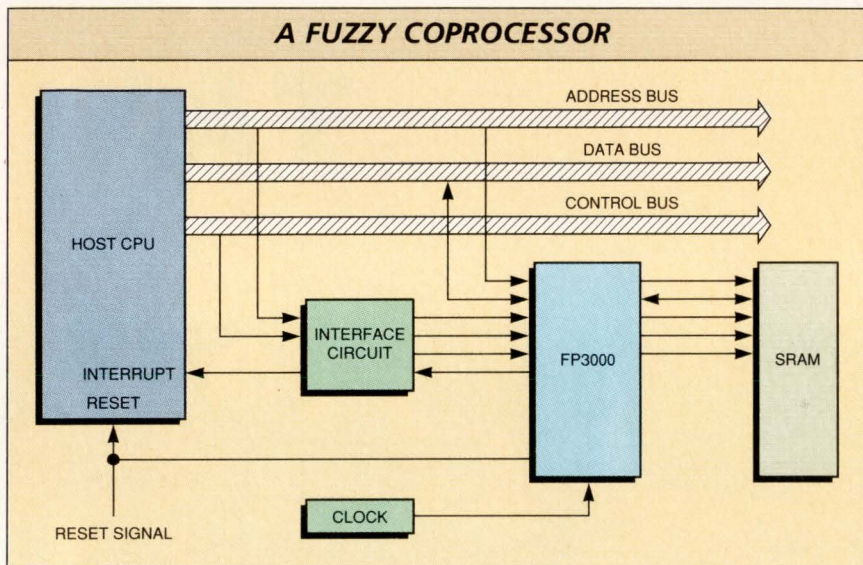 A FUZZY COPROCESSOR
ADDRESS BUS
DATA BUS
CONTROL BUS
HOST CPU
INTERFACE
CIRCUIT
FP3000
SRAM
INTERRUPT
RESET
CLOCK
RESET SIGNAL